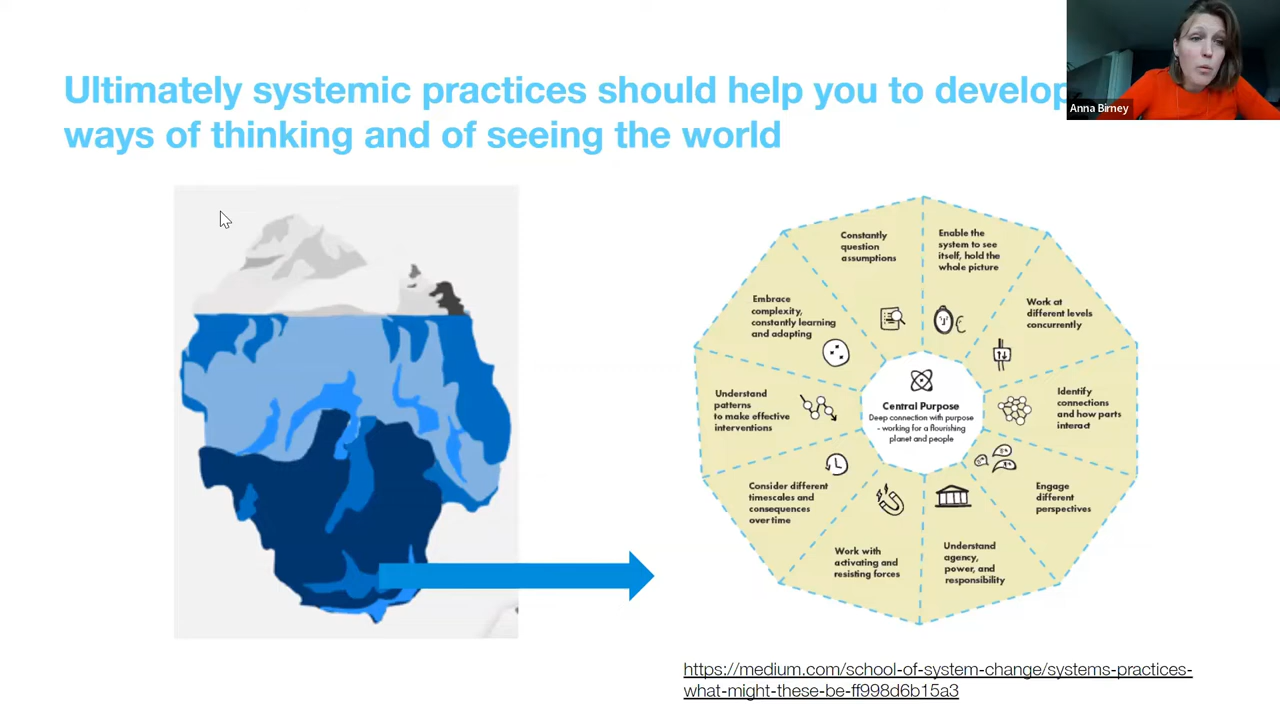 Ultimately systemic practices should help you to develop
ways of thinking and of seeing the world
Anna Birney
Constantly
question
assumptions
Enable the
system to see
itself, hold the
whole picture
Work at
different levels
concurrently
Identify
connections
and how parts
interact
Engage
different
perspectives
Understand
agency,
power, and
responsibility
Work with
activating and
resisting forces
Consider different
timescales and
consequences
over time
Understand
patterns
to make effective
interventions
Embrace
complexity,
constantly learning
and adapting
Central Purpose
Deep connection with purpose
- working for a flourishing
planet and people
https://medium.com/school-of-system-change/systems-practices-
what-might-these-be-ff998d6b15a3